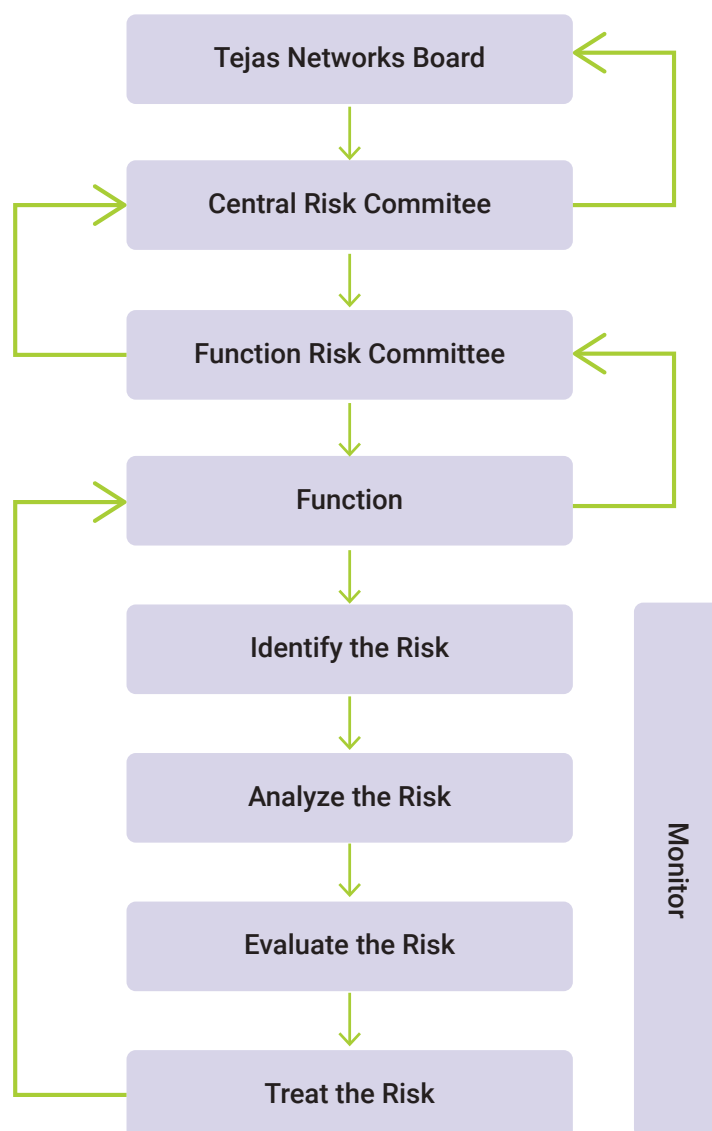 Tejas Networks Board
Central Risk Commitee
Function Risk Committee
Function
Identify the Risk
Analyze the Risk
Evaluate the Risk
Treat the Risk
Monitor